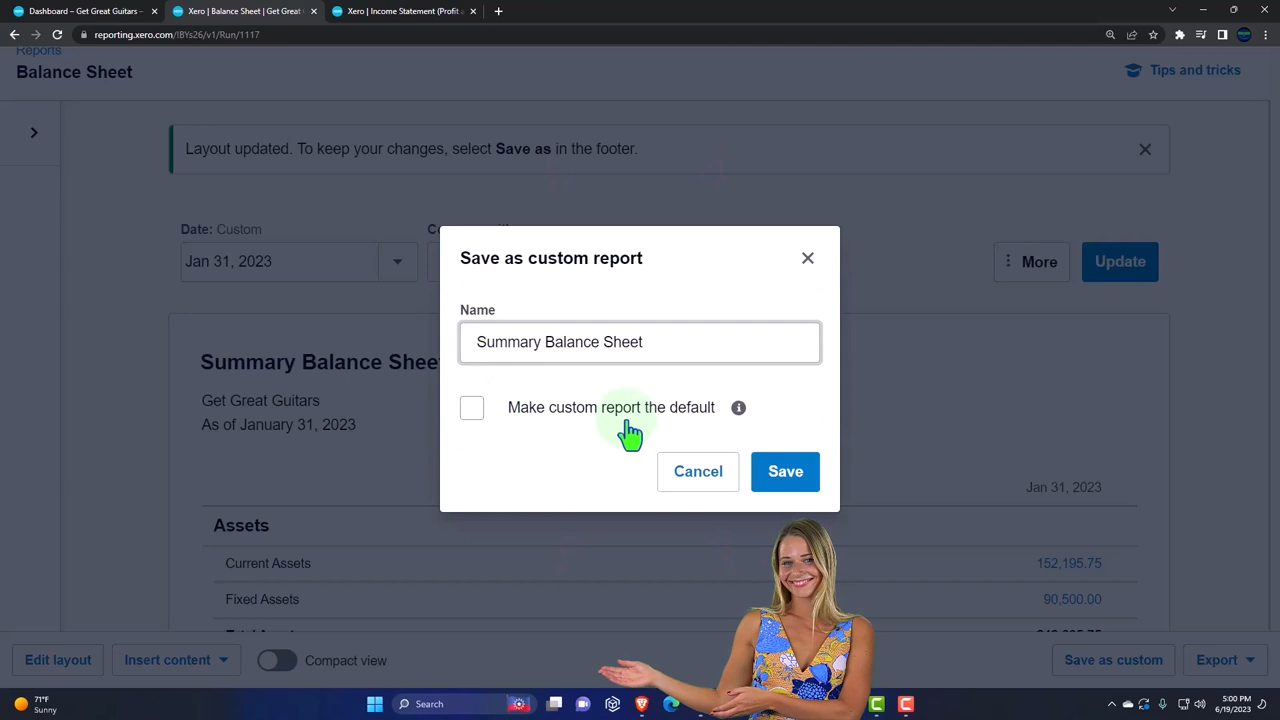 Dashboard – Get Great Guitars –
Xero | Balance Sheet | Get Great
Xero | Income Statement (Profit a
reporting.xero.com/!BYs26/v1/Run/1117
Reports
Balance Sheet
Tips and tricks
Layout updated. To keep your changes, select Save as in the footer.
Date: Custom
Jan 31, 2023
More
Update
Save as custom report
Name
Summary Balance Sheet
Make custom report the default
Cancel
Save
Summary Balance Sheet
Get Great Guitars
As of January 31, 2023
Jan 31, 2023
Assets
Current Assets 152,195.75
Fixed Assets 90,500.00
Edit layout
Insert content
Compact view
Save as custom
Export
71°F
Sunny
Search
5:00 PM
6/19/2023